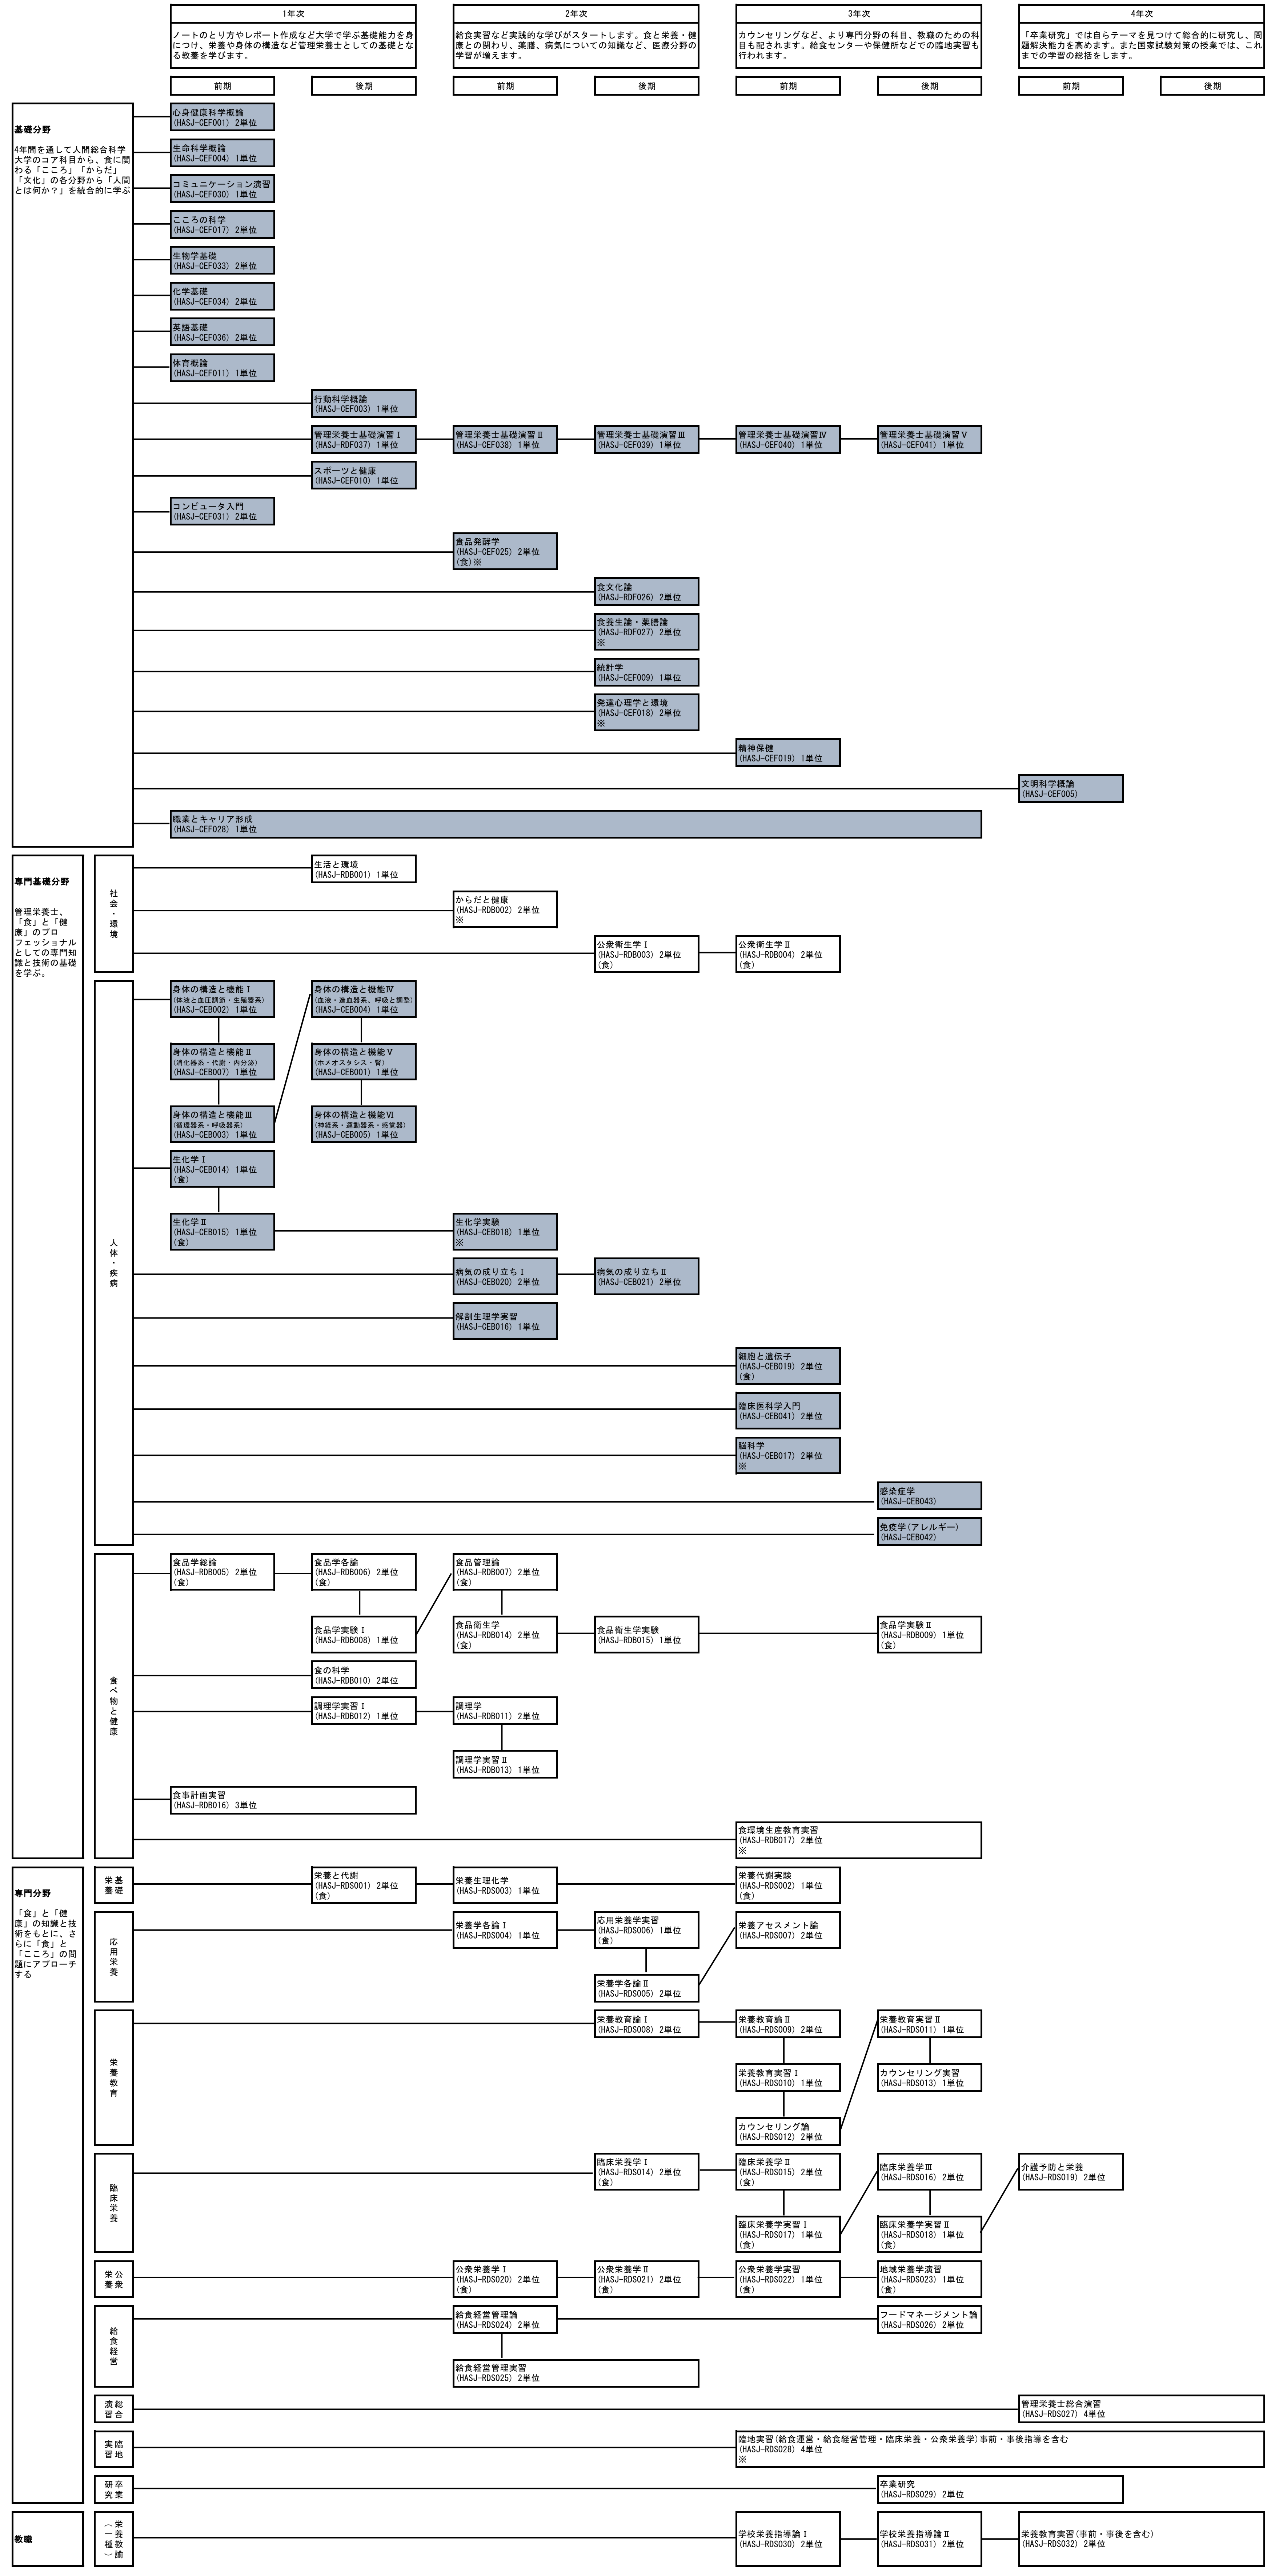 1年次
2年次
3年次
4年次
ノートのとり方やレポート作成など大学で学ぶ基礎能力を身
につけ、栄養や身体の構造など管理栄養士としての基礎とな
る教養を学びます。
給食実習など実践的な学びがスタートします。食と栄養・健
康との関わり、薬膳、病気についての知識など、医療分野の
学習が増えます。
カウンセリングなど、より専門分野の科目、教職のための科
目も配されます。給食センターや保健所などでの臨地実習も
行われます。
「卒業研究」では自らテーマを見つけて総合的に研究し、問
題解決能力を高めます。また国家試験対策の授業では、これ
までの学習の総括をします。
前期
後期
前期
後期
前期
後期
前期
後期
基礎分野
4年間を通して人間総合科学
大学のコア科目から、食に関
わる「こころ」「からだ」
「文化」の各分野から「人間
とは何か？」を統合的に学ぶ
心身健康科学概論
(HASJ-CEF001) 2単位
生命科学概論
(HASJ-CEF004) 1単位
コミュニケーション演習
(HASJ-CEF030) 1単位
こころの科学
(HASJ-CEF017) 2単位
生物学基礎
(HASJ-CEF033) 2単位
化学基礎
(HASJ-CEF034) 2単位
英語基礎
(HASJ-CEF036) 2単位
体育概論
(HASJ-CEF011) 1単位
行動科学概論
(HASJ-CEF003) 1単位
管理栄養士基礎演習Ⅰ
(HASJ-RDF037) 1単位
管理栄養士基礎演習Ⅱ
(HASJ-CEF038) 1単位
管理栄養士基礎演習Ⅲ
(HASJ-CEF039) 1単位
管理栄養士基礎演習Ⅳ
(HASJ-CEF040) 1単位
管理栄養士基礎演習Ⅴ
(HASJ-CEF041) 1単位
スポーツと健康
(HASJ-CEF010) 1単位
コンピュータ入門
(HASJ-CEF031) 2単位
食品発酵学
(HASJ-CEF025) 2単位
(食)※
食文化論
(HASJ-RDF026) 2単位
食養生論・薬膳論
(HASJ-RDF027) 2単位
※
統計学
(HASJ-CEF009) 1単位
発達心理学と環境
(HASJ-CEF018) 2単位
※
精神保健
(HASJ-CEF019) 1単位
文明科学概論
(HASJ-CEF005)
職業とキャリア形成
(HASJ-CEF028) 1単位
専門基礎分野
管理栄養士、
「食」と「健
康」のプロ
フェッショナル
としての専門知
識と技術の基礎
を学ぶ。
社会・環境
生活と環境
(HASJ-RDB001) 1単位
からだと健康
(HASJ-RDB002) 2単位
※
公衆衛生学Ⅰ
(HASJ-RDB003) 2単位
(食)
公衆衛生学Ⅱ
(HASJ-RDB004) 2単位
(食)
人体・疾病
身体の構造と機能Ⅰ
(体液と血圧調節・生殖器系)
(HASJ-CEB002) 1単位
身体の構造と機能Ⅳ
(血液・造血器系、呼吸と調整)
(HASJ-CEB004) 1単位
身体の構造と機能Ⅱ
(消化器系・代謝・内分泌)
(HASJ-CEB007) 1単位
身体の構造と機能Ⅴ
(ホメオスタシス・腎)
(HASJ-CEB001) 1単位
身体の構造と機能Ⅲ
(循環器系・呼吸器系)
(HASJ-CEB003) 1単位
身体の構造と機能Ⅵ
(神経系・運動器系・感覚器)
(HASJ-CEB005) 1単位
生化学Ⅰ
(HASJ-CEB014) 1単位
(食)
生化学Ⅱ
(HASJ-CEB015) 1単位
(食)
生化学実験
(HASJ-CEB018) 1単位
※
病気の成り立ちⅠ
(HASJ-CEB020) 2単位
病気の成り立ちⅡ
(HASJ-CEB021) 2単位
解剖生理学実習
(HASJ-CEB016) 1単位
細胞と遺伝子
(HASJ-CEB019) 2単位
(食)
臨床医科学入門
(HASJ-CEB041) 2単位
脳科学
(HASJ-CEB017) 2単位
※
感染症学
(HASJ-CEB043)
免疫学(アレルギー)
(HASJ-CEB042)
食べ物と健康
食品学総論
(HASJ-RDB005) 2単位
(食)
食品学各論
(HASJ-RDB006) 2単位
(食)
食品管理論
(HASJ-RDB007) 2単位
(食)
食品学実験Ⅰ
(HASJ-RDB008) 1単位
食品衛生学
(HASJ-RDB014) 2単位
(食)
食品衛生学実験
(HASJ-RDB015) 1単位
食品学実験Ⅱ
(HASJ-RDB009) 1単位
(食)
食の科学
(HASJ-RDB010) 2単位
調理学実習Ⅰ
(HASJ-RDB012) 1単位
調理学
(HASJ-RDB011) 2単位
調理学実習Ⅱ
(HASJ-RDB013) 1単位
食事計画実習
(HASJ-RDB016) 3単位
食環境生産教育実習
(HASJ-RDB017) 2単位
※
専門分野
「食」と「健
康」の知識と技
術をもとに、さ
らに「食」と
「こころ」の問
題にアプローチ
する
基礎
栄養
栄養と代謝
(HASJ-RDS001) 2単位
(食)
栄養生理化学
(HASJ-RDS003) 1単位
栄養代謝実験
(HASJ-RDS002) 1単位
(食)
応用栄養
栄養学各論Ⅰ
(HASJ-RDS004) 1単位
応用栄養学実習
(HASJ-RDS006) 1単位
(食)
栄養アセスメント論
(HASJ-RDS007) 2単位
栄養学各論Ⅱ
(HASJ-RDS005) 2単位
栄養教育
栄養教育論Ⅰ
(HASJ-RDS008) 2単位
栄養教育論Ⅱ
(HASJ-RDS009) 2単位
栄養教育実習Ⅱ
(HASJ-RDS011) 1単位
栄養教育実習Ⅰ
(HASJ-RDS010) 1単位
カウンセリング実習
(HASJ-RDS013) 1単位
カウンセリング論
(HASJ-RDS012) 2単位
臨床栄養
臨床栄養学Ⅰ
(HASJ-RDS014) 2単位
(食)
臨床栄養学Ⅱ
(HASJ-RDS015) 2単位
(食)
臨床栄養学Ⅲ
(HASJ-RDS016) 2単位
介護予防と栄養
(HASJ-RDS019) 2単位
臨床栄養学実習Ⅰ
(HASJ-RDS017) 1単位
(食)
臨床栄養学実習Ⅱ
(HASJ-RDS018) 1単位
(食)
公衆
栄養
公衆栄養学Ⅰ
(HASJ-RDS020) 2単位
(食)
公衆栄養学Ⅱ
(HASJ-RDS021) 2単位
(食)
公衆栄養学実習
(HASJ-RDS022) 1単位
(食)
地域栄養学演習
(HASJ-RDS023) 1単位
(食)
給食経営
給食経営管理論
(HASJ-RDS024) 2単位
フードマネージメント論
(HASJ-RDS026) 2単位
給食経営管理実習
(HASJ-RDS025) 2単位
総合
演習
管理栄養士総合演習
(HASJ-RDS027) 4単位
臨地
実習
臨地実習(給食運営・給食経営管理・臨床栄養・公衆栄養学)事前・事後指導を含む
(HASJ-RDS028) 4単位
※
卒業
研究
卒業研究
(HASJ-RDS029) 2単位
教職
栄養教諭
（一種）
学校栄養指導論Ⅰ
(HASJ-RDS030) 2単位
学校栄養指導論Ⅱ
(HASJ-RDS031) 2単位
栄養教育実習(事前・事後を含む)
(HASJ-RDS032) 2単位